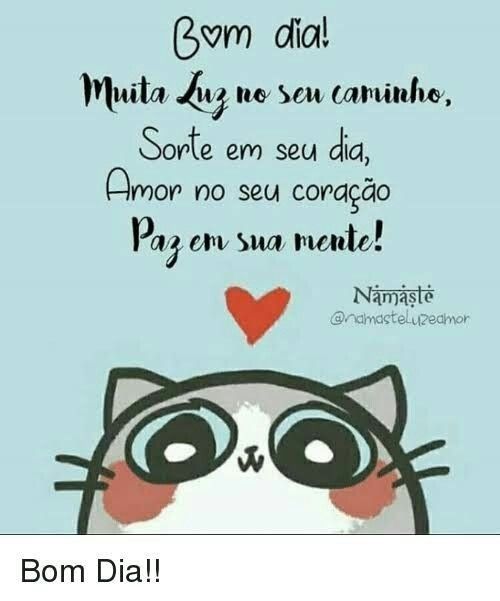 Bom dia!
Muita Luz no seu caminho,
Sorte em seu dia,
Amor no seu coração
Paz em sua mente!
Nàmàstè
@namasteLuzeamor
Bom Dia!!